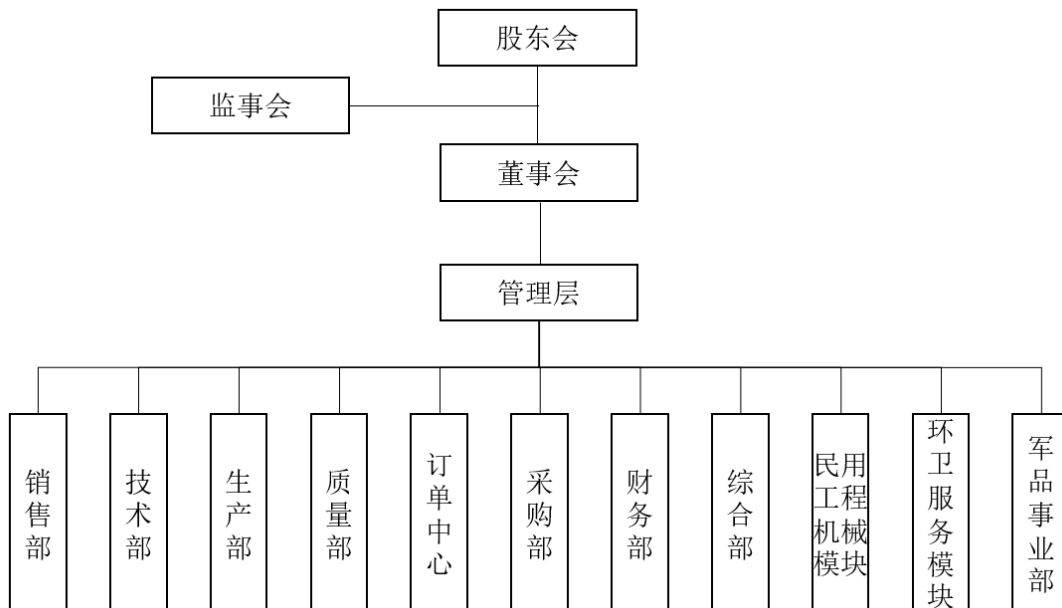 股东会
监事会
董事会
管理层
销售部
技术部
生产部
质量部
订单中心
采购部
财务部
综合部
民用工程机械模块
环卫服务模块
军品事业部